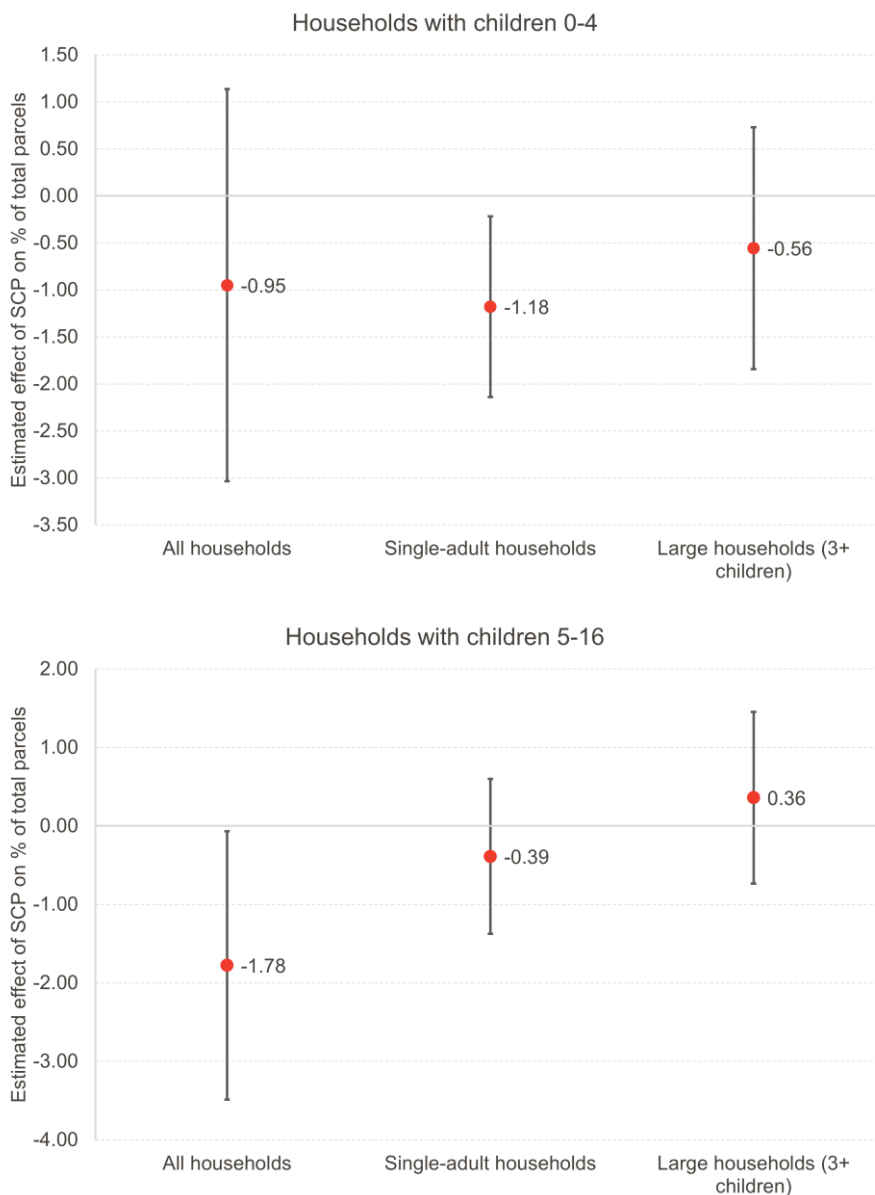 Households with children 0-4
Estimated effect of SCP on % of total parcels
1.50
1.00
0.50
0.00
-0.50
-1.00
-1.50
-2.00
-2.50
-3.00
-3.50
-0.95
-1.18
-0.56
All households
Single-adult households
Large households (3+
children)
Households with children 5-16
Estimated effect of SCP on % of total parcels
2.00
1.00
0.00
-1.00
-2.00
-3.00
-4.00
-1.78
-0.39
0.36
All households
Single-adult households
Large households (3+
children)